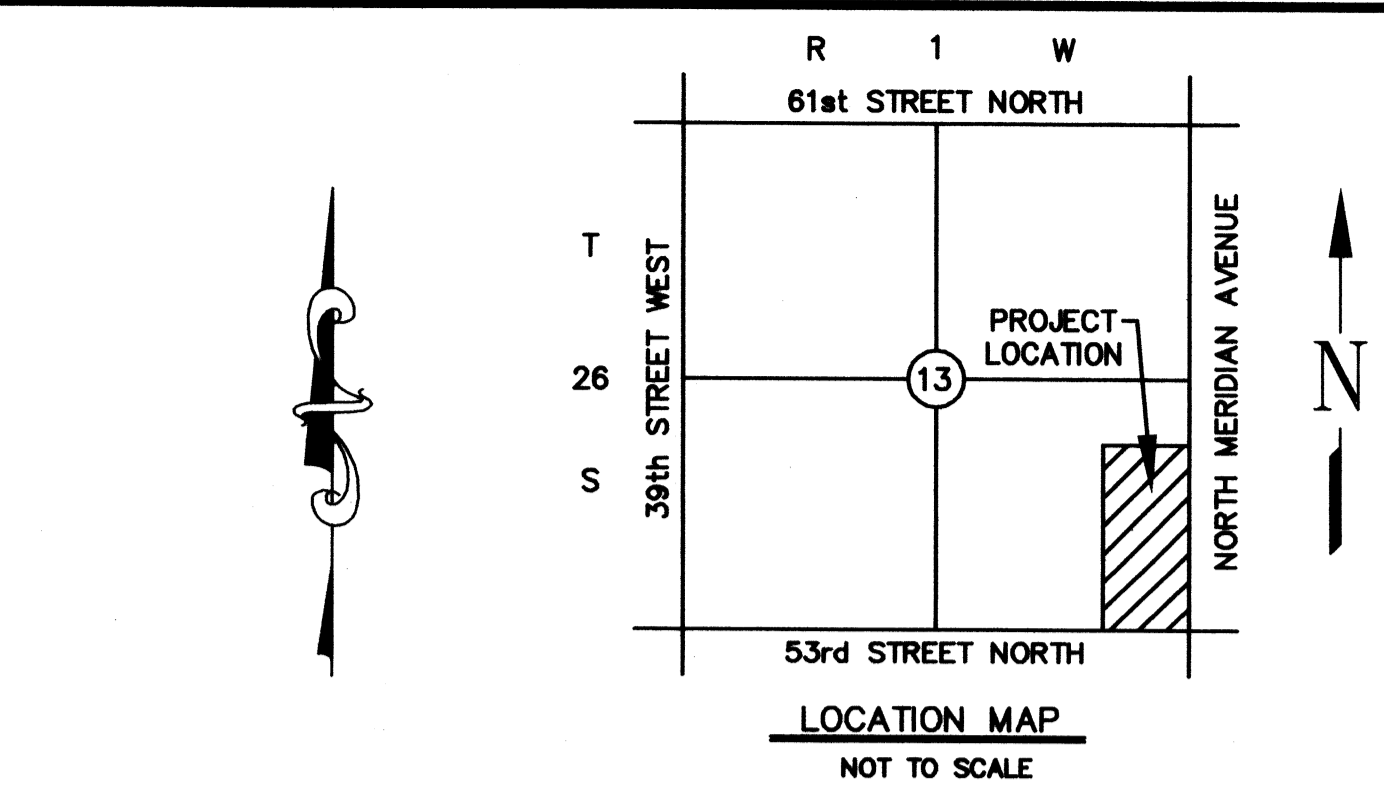 R 1 W
61st STREET NORTH
T
26
S
39th STREET WEST
PROJECT
LOCATION
13
NORTH MERIDIAN AVENUE
N
53rd STREET NORTH
LOCATION MAP
NOT TO SCALE